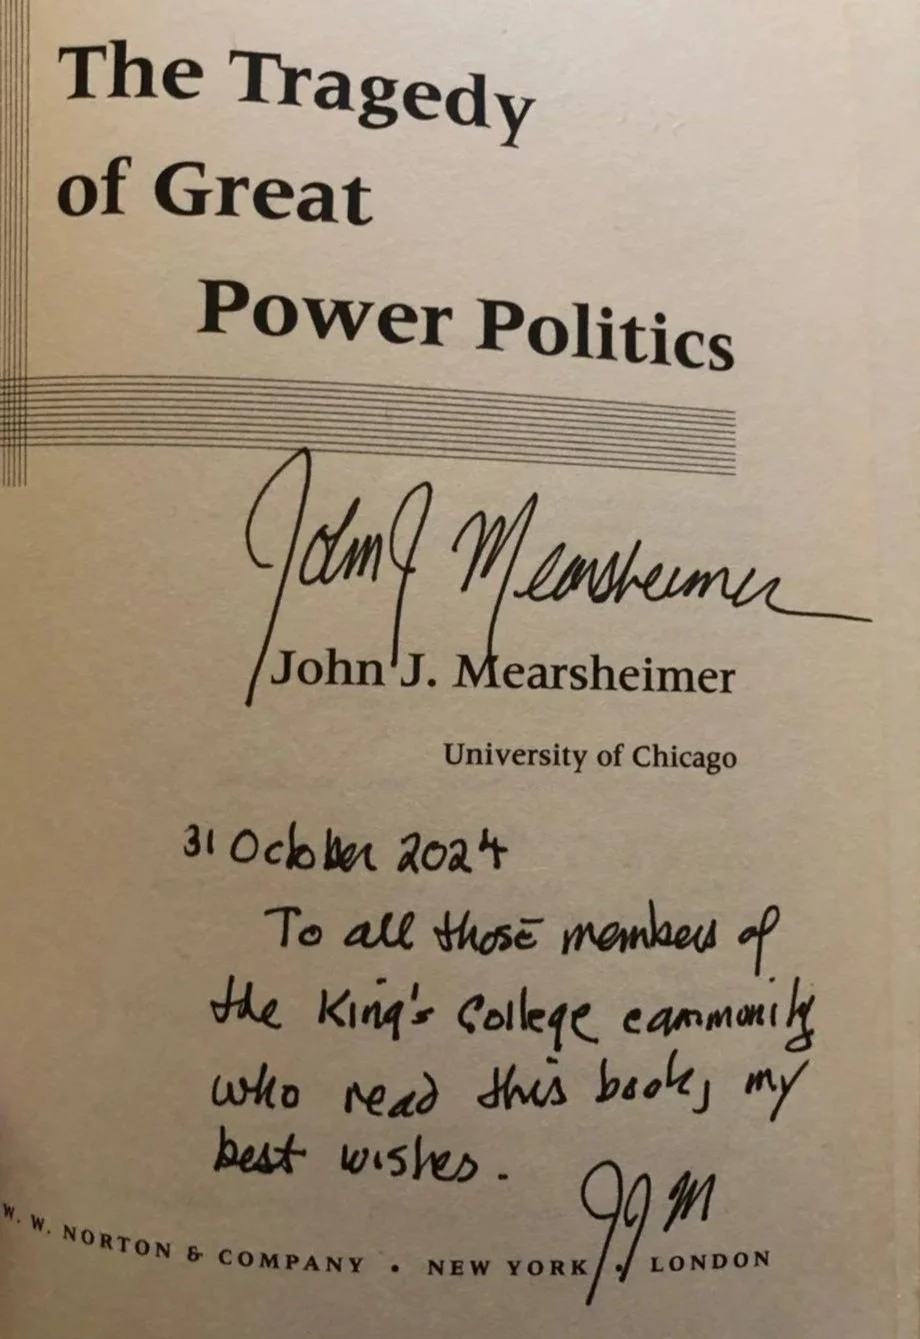 The Tragedy
of Great
Power Politics
John J Mearsheimer
John J. Mearsheimer
University of Chicago
31 October 2024
To all those members of
the King's College community
who read this book, my
best wishes.
JJM
W. W. NORTON & COMPANY • NEW YORK • LONDON